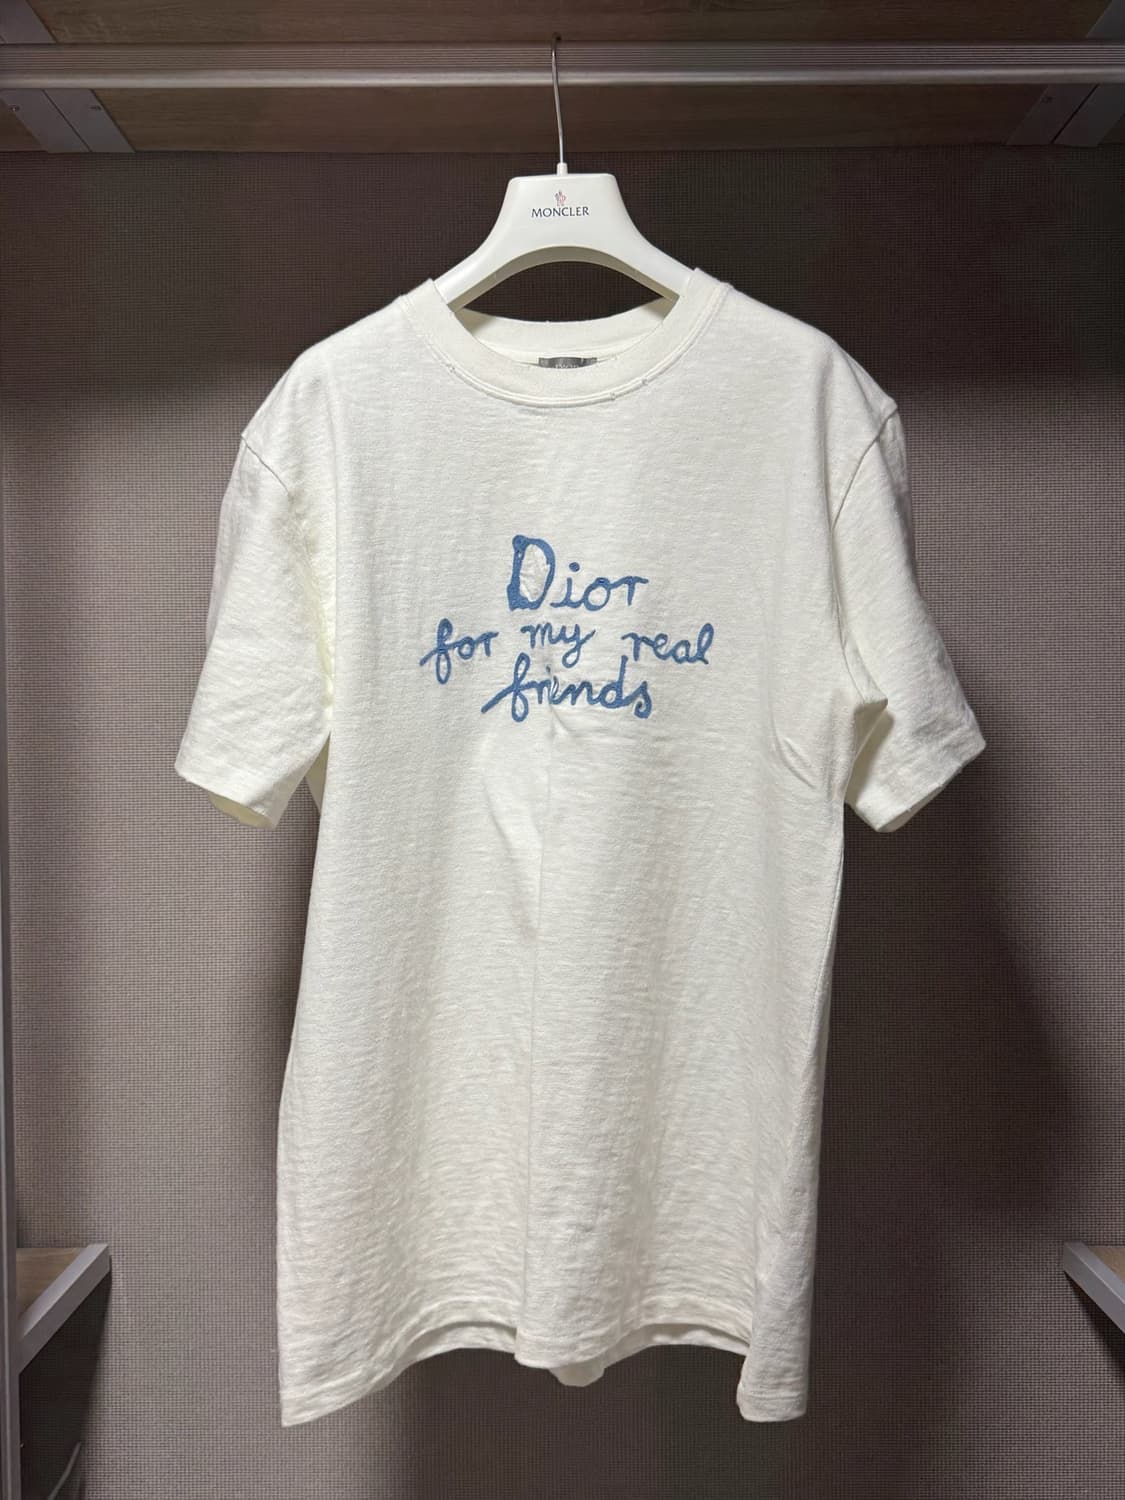 MONCLER
Dior
for my real
friends